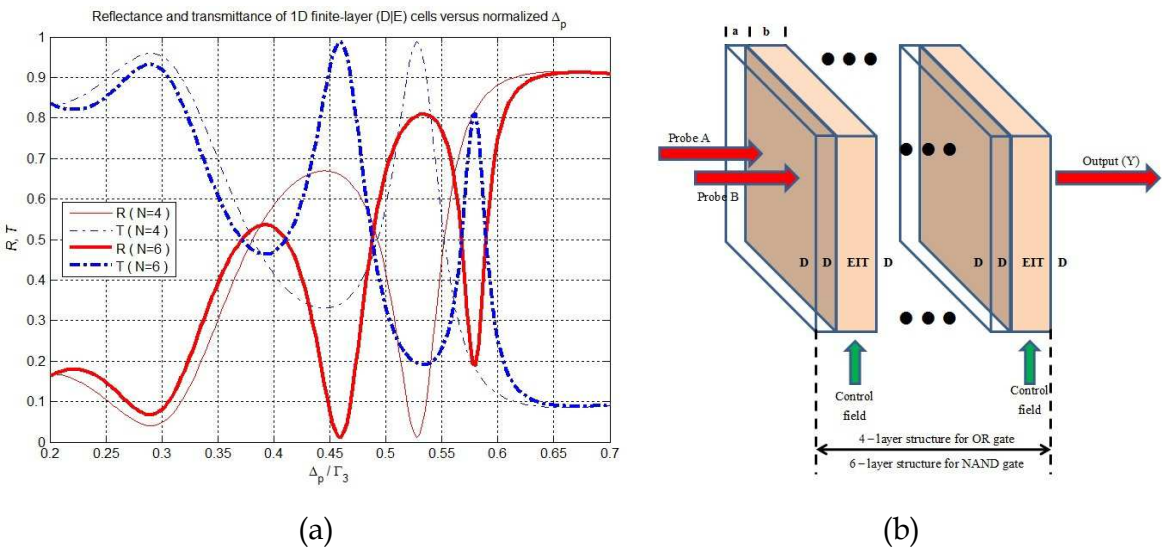 Reflectance and transmittance of 1D finite-layer (D|E) cells versus normalized Δp
1
0.9
0.8
0.7
0.6
0.5
0.4
0.3
0.2
0.1
0
R, T
R ( N=4 )
T ( N=4 )
R ( N=6 )
T ( N=6 )
0.2 0.25 0.3 0.35 0.4 0.45 0.5 0.55 0.6 0.65 0.7
Δp / Γ3
(a)
a b
Probe A
Probe B
Output (Y)
D D EIT D
D D EIT D
Control
field
Control
field
4 – layer structure for OR gate
6 – layer structure for NAND gate
(b)